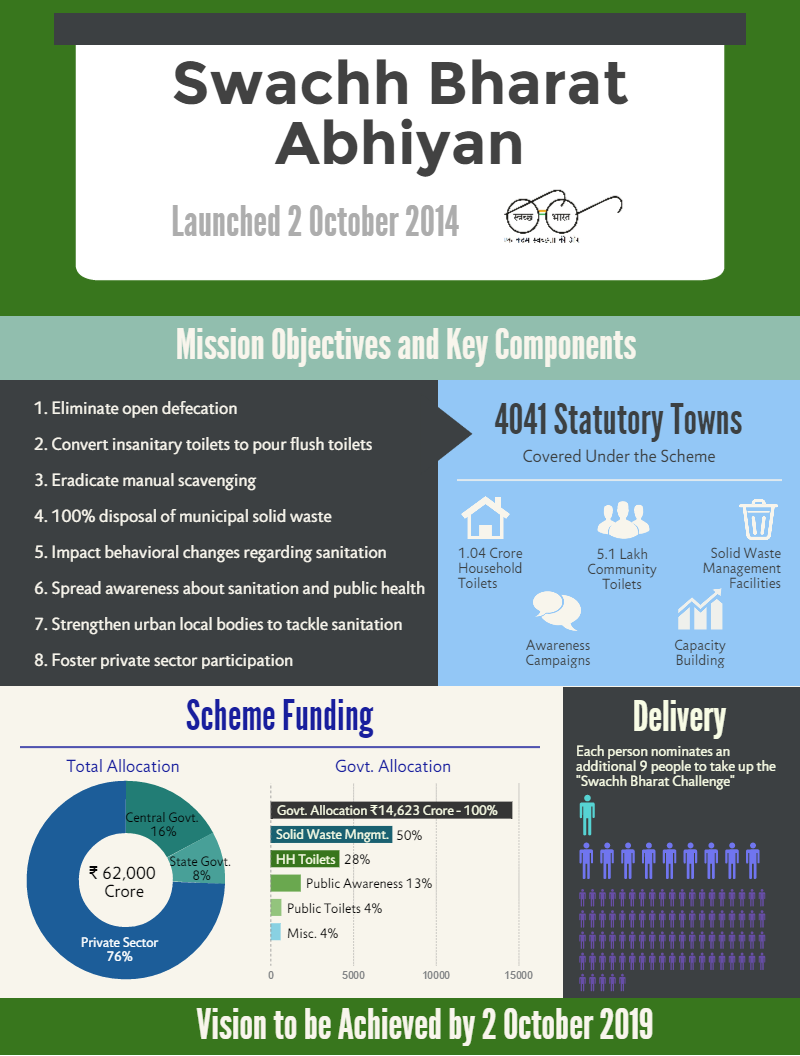 Swachh Bharat
Abhiyan
Launched 2 October 2014
स्वच्छ भारत
एक कदम स्वच्छता की ओर
Mission Objectives and Key Components
1. Eliminate open defecation
2. Convert insanitary toilets to pour flush toilets
3. Eradicate manual scavenging
4. 100% disposal of municipal solid waste
5. Impact behavioral changes regarding sanitation
6. Spread awareness about sanitation and public health
7. Strengthen urban local bodies to tackle sanitation
8. Foster private sector participation
4041 Statutory Towns
Covered Under the Scheme
1.04 Crore
Household
Toilets
5.1 Lakh
Community
Toilets
Solid Waste
Management
Facilities
Awareness
Campaigns
Capacity
Building
Scheme Funding
Total Allocation
Central Govt.
16%
State Govt.
8%
₹ 62,000
Crore
Private Sector
76%
Govt. Allocation
Govt. Allocation ₹14,623 Crore - 100%
Solid Waste Mngmt. 50%
HH Toilets 28%
Public Awareness 13%
Public Toilets 4%
Misc. 4%
0 5000 10000 15000
Delivery
Each person nominates an
additional 9 people to take up the
"Swachh Bharat Challenge"
Vision to be Achieved by 2 October 2019